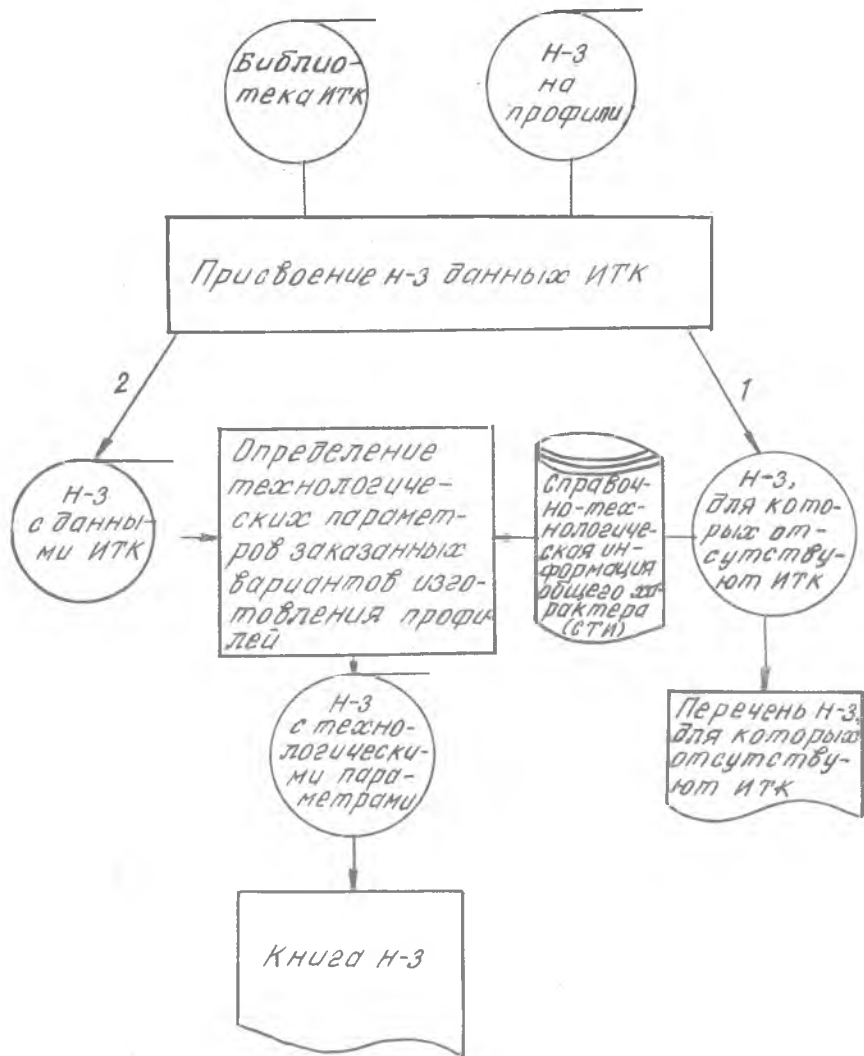 Библио-
тека ИТК
Н-З
на
профили
Присвоение Н-З данных ИТК
2
1
Н-З
с данны-
ми ИТК
Определение
технологиче-
ских парамет-
ров заказанных
вариантов изго-
товления профи-
лей
Справоч-
но-тех-
нологиче-
ская ин-
формация
общего ха-
рактера
(СТИ)
Н-З,
для кото-
рых от-
сутству-
ют ИТК
Н-З
с техно-
логически-
ми пара-
метрами
Перечень Н-З,
для которых
отсутству-
ют ИТК
Книга Н-З